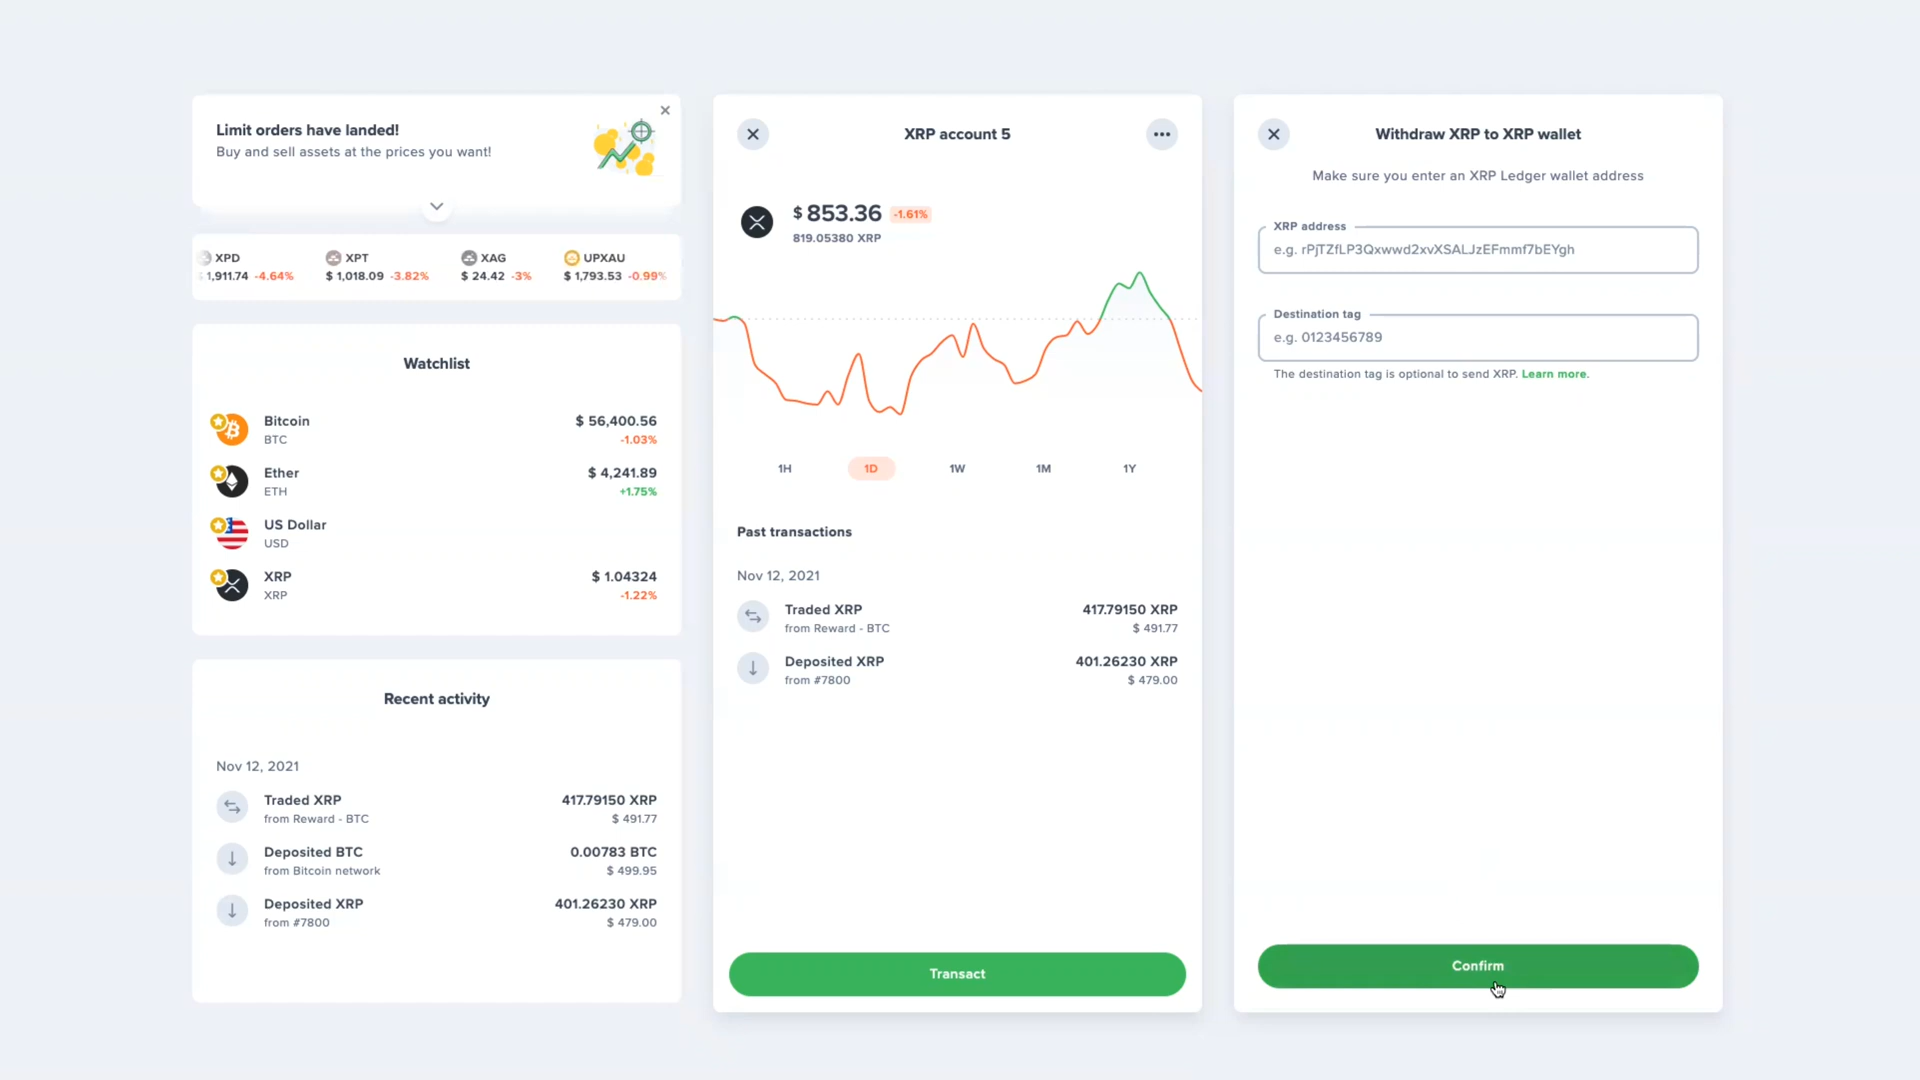 Limit orders have landed!
Buy and sell assets at the prices you want!
XPD
1,911.74 -4.64%
XPT
$ 1,018.09 -3.82%
XAG
$ 24.42 -3%
UPXAU
$ 1,793.53 -0.99%
Watchlist
Bitcoin
BTC
$ 56,400.56
-1.03%
Ether
ETH
$ 4,241.89
+1.75%
US Dollar
USD
XRP
XRP
$ 1.04324
-1.22%
Recent activity
Nov 12, 2021
Traded XRP
from Reward - BTC
417.79150 XRP
$ 491.77
Deposited BTC
from Bitcoin network
0.00783 BTC
$ 499.95
Deposited XRP
from #7800
401.26230 XRP
$ 479.00
XRP account 5
$ 853.36 -1.61%
819.05380 XRP
1H 1D 1W 1M 1Y
Past transactions
Nov 12, 2021
Traded XRP
from Reward - BTC
417.79150 XRP
$ 491.77
Deposited XRP
from #7800
401.26230 XRP
$ 479.00
Transact
Withdraw XRP to XRP wallet
Make sure you enter an XRP Ledger wallet address
XRP address
e.g. rPjTZfLP3Qxwwd2xvXSALJzEFmmf7bEYgh
Destination tag
e.g. 0123456789
The destination tag is optional to send XRP. Learn more.
Confirm